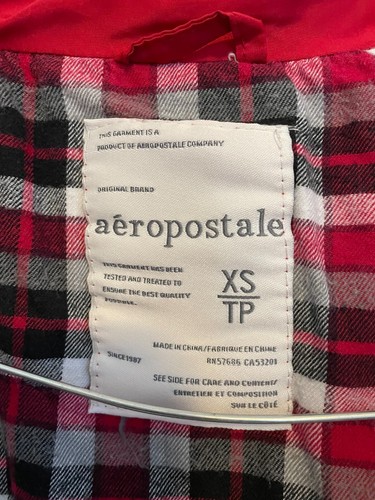 THIS GARMENT IS A
PRODUCT OF AEROPOSTALE COMPANY
ORIGINAL BRAND
aéropostale
THIS GARMENT HAS BEEN
TESTED AND TREATED TO
ENSURE THE BEST QUALITY
XS
TP
MADE IN CHINA/FABRIQUE EN CHINE
SINCE 1987
RN57686 CA53201
SEE SIDE FOR CARE AND CONTENT/
ENTRETIEN ET COMPOSITION
SUR LE CÔTÉ